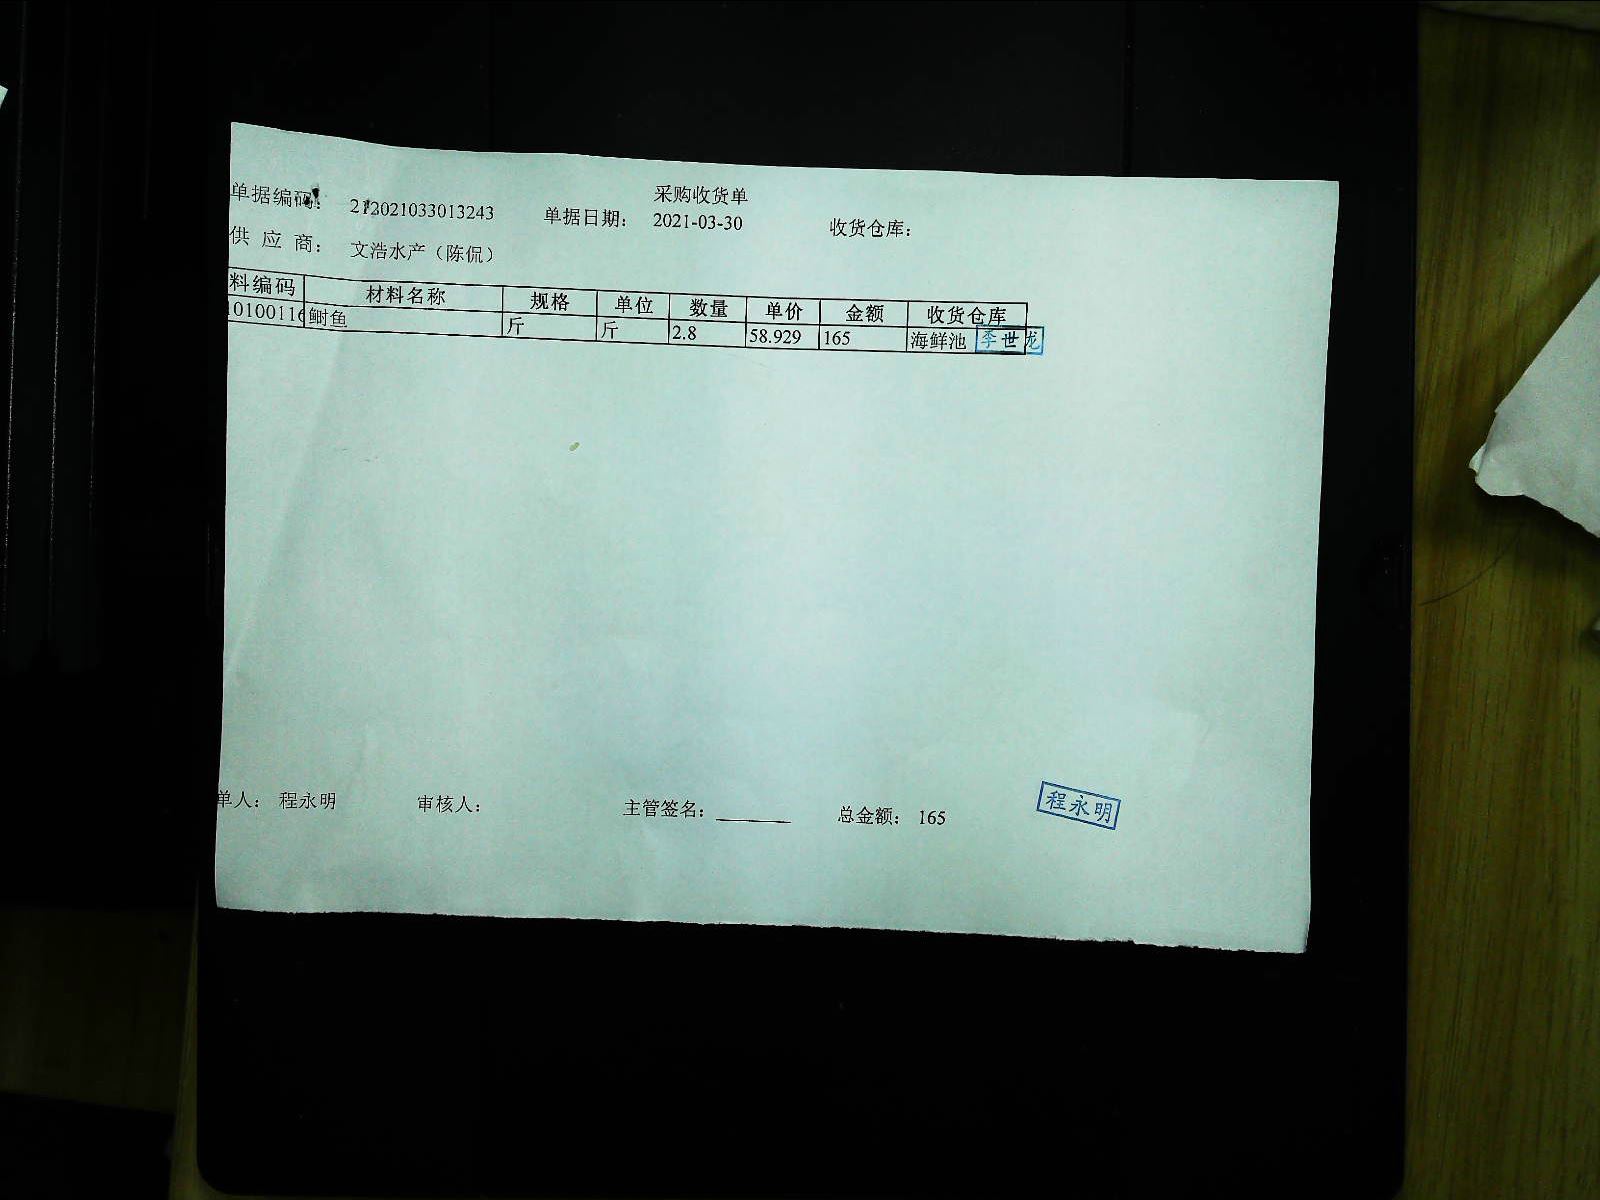 采购收货单
单据编码： 212021033013243 单据日期： 2021-03-30 收货仓库：
供 应 商： 文浩水产（陈侃）
料编码 材料名称 规格 单位 数量 单价 金额 收货仓库
10100116 鲥鱼 斤 斤 2.8 58.929 165 海鲜池 李世龙
单人： 程永明 审核人： 主管签名： 总金额： 165 程永明